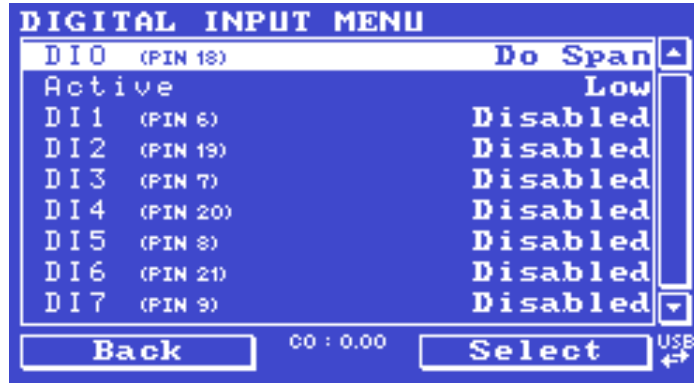 DIGITAL INPUT MENU
DI0 (PIN 18) Do Span
Active Low
DI1 (PIN 6) Disabled
DI2 (PIN 19) Disabled
DI3 (PIN 7) Disabled
DI4 (PIN 20) Disabled
DI5 (PIN 8) Disabled
DI6 (PIN 21) Disabled
DI7 (PIN 9) Disabled
Back CO : 0.00 Select USB